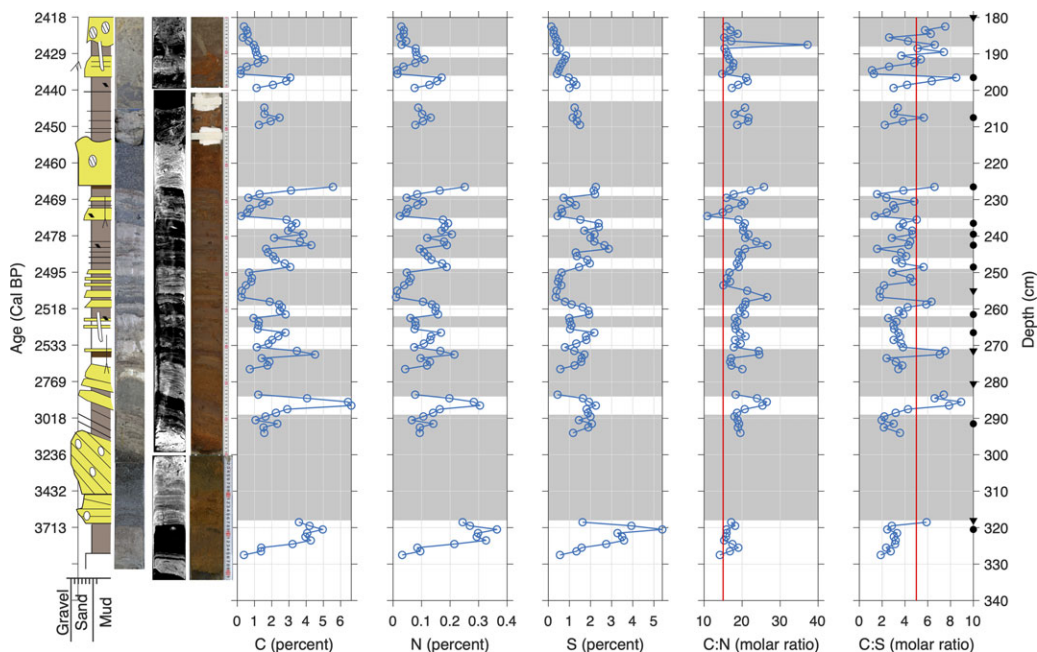 2418
2429
2440
2450
2460
2469
2478
2495
2518
2533
2769
3018
3236
3432
3713
Age (Cal BP)
Gravel
Sand
Mud
0 1 2 3 4 5 6
C (percent)
0 0.1 0.2 0.3 0.4
N (percent)
0 1 2 3 4 5
S (percent)
10 20 30 40
C:N (molar ratio)
0 2 4 6 8 10
C:S (molar ratio)
180
190
200
210
220
230
240
250
260
270
280
290
300
310
320
330
340
Depth (cm)